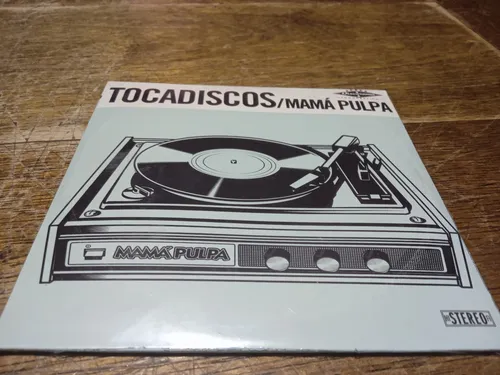 TOCADISCOS/MAMÁ PULPA
MAMÁ PULPA
STEREO